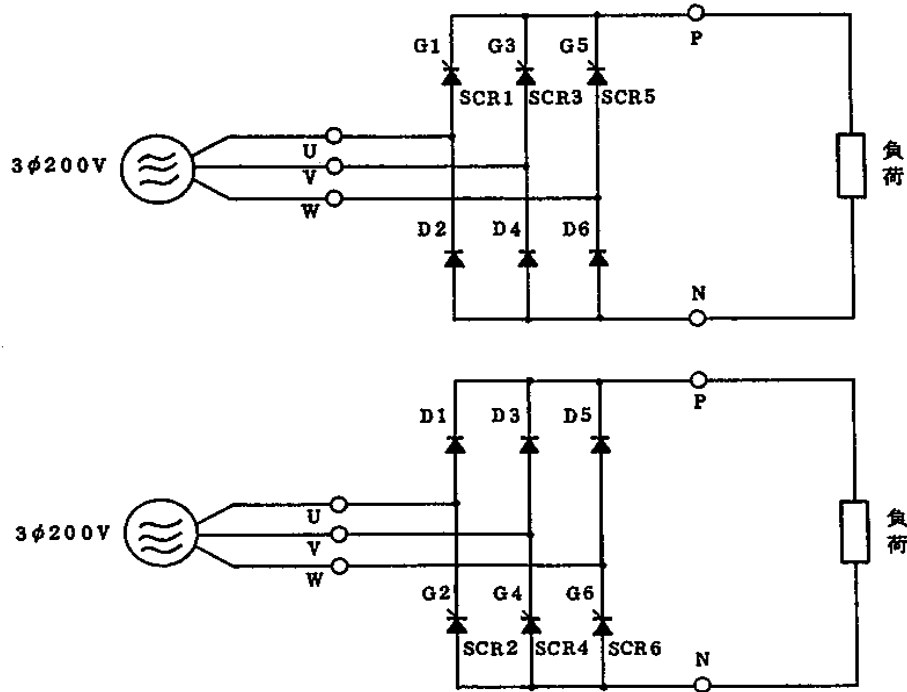 G1 G3 G5 P
SCR1 SCR3 SCR5
3φ200V
U
V
W
負荷
D2 D4 D6
N
D1 D3 D5 P
3φ200V
U
V
W
負荷
G2 G4 G6
SCR2 SCR4 SCR6
N